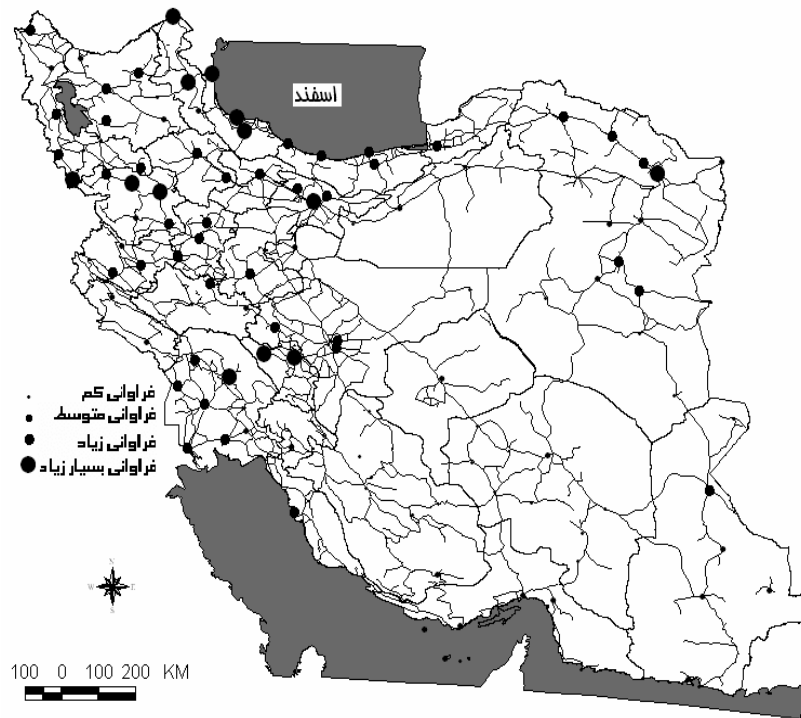 اسفند
فراوانی کم
فراوانی متوسط
فراوانی زیاد
فراوانی بسیار زیاد
N
W E
S
100 0 100 200 KM